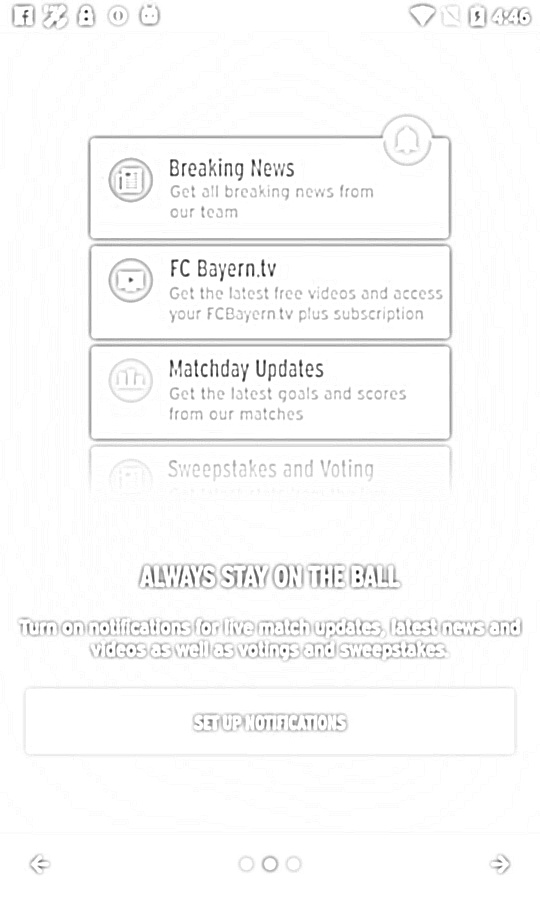 4:46
Breaking News
Get all breaking news from
our team
FC Bayern.tv
Get the latest free videos and access
your FCBayern.tv plus subscription
Matchday Updates
Get the latest goals and scores
from our matches
Sweepstakes and Voting
ALWAYS STAY ON THE BALL
Turn on notifications for live match updates, latest news and
videos as well as votings and sweepstakes.
SET UP NOTIFICATIONS